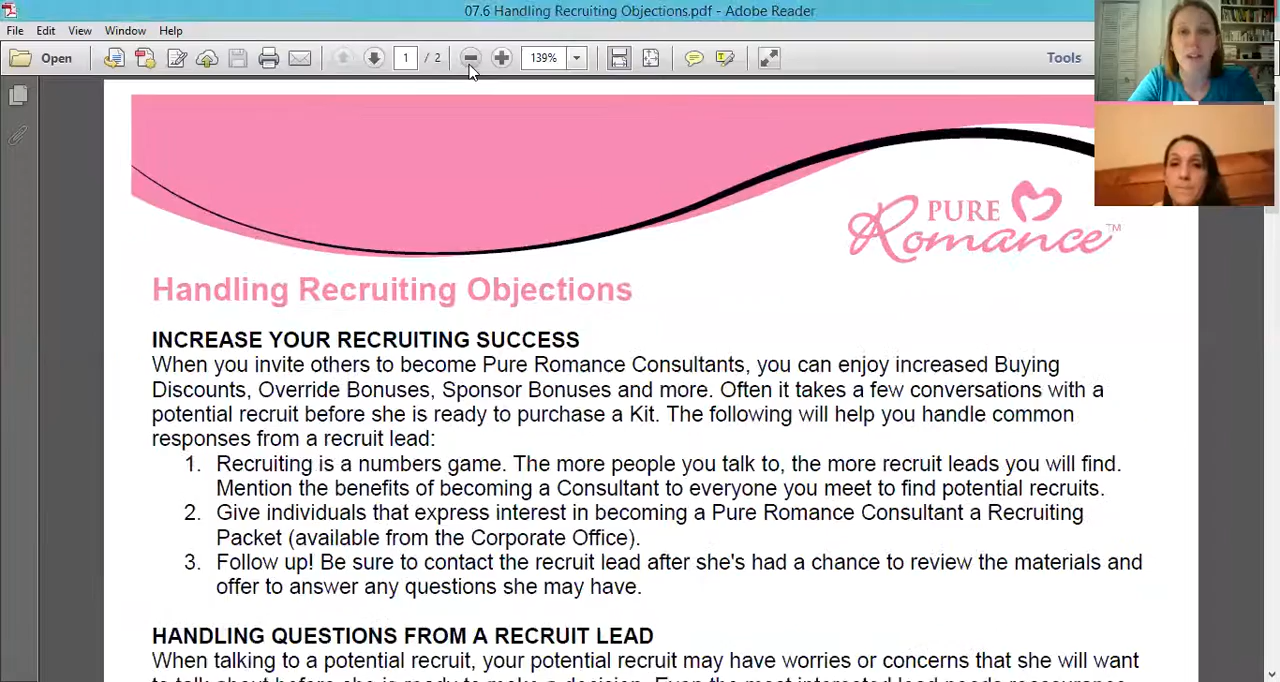 07.6 Handling Recruiting Objections.pdf - Adobe Reader
File Edit View Window Help
Open 1 / 2 139% Tools
PURE
Romance™
Handling Recruiting Objections
INCREASE YOUR RECRUITING SUCCESS
When you invite others to become Pure Romance Consultants, you can enjoy increased Buying
Discounts, Override Bonuses, Sponsor Bonuses and more. Often it takes a few conversations with a
potential recruit before she is ready to purchase a Kit. The following will help you handle common
responses from a recruit lead:
1. Recruiting is a numbers game. The more people you talk to, the more recruit leads you will find.
Mention the benefits of becoming a Consultant to everyone you meet to find potential recruits.
2. Give individuals that express interest in becoming a Pure Romance Consultant a Recruiting
Packet (available from the Corporate Office).
3. Follow up! Be sure to contact the recruit lead after she's had a chance to review the materials and
offer to answer any questions she may have.
HANDLING QUESTIONS FROM A RECRUIT LEAD
When talking to a potential recruit, your potential recruit may have worries or concerns that she will want